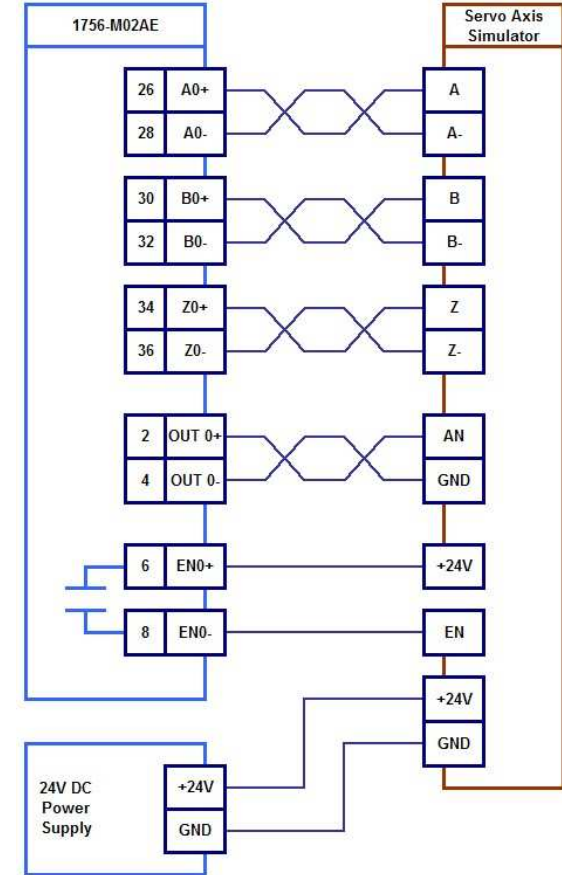 1756-M02AE
Servo Axis
Simulator
26 A0+ A
28 A0- A-
30 B0+ B
32 B0- B-
34 Z0+ Z
36 Z0- Z-
2 OUT 0+ AN
4 OUT 0- GND
6 EN0+ +24V
8 EN0- EN
+24V
GND
24V DC
Power
Supply
+24V
GND